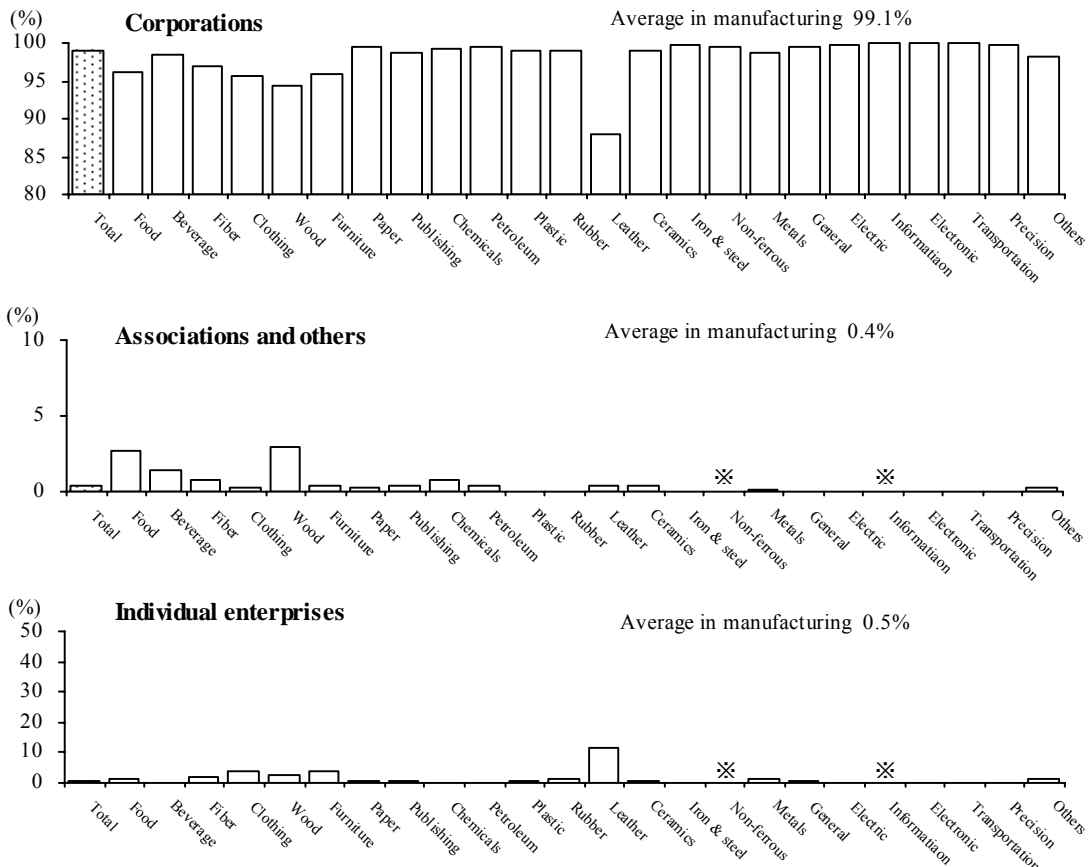 (%)
Corporations
Average in manufacturing 99.1%
100
95
90
85
80
Total
Food
Beverage
Fiber
Clothing
Wood
Furniture
Paper
Publishing
Chemicals
Petroleum
Plastic
Rubber
Leather
Ceramics
Iron & steel
Non-ferrous
Metals
General
Electric
Informatiaon
Electronic
Transportation
Precision
Others
(%)
Associations and others
Average in manufacturing 0.4%
10
5
0
※
※
Total
Food
Beverage
Fiber
Clothing
Wood
Furniture
Paper
Publishing
Chemicals
Petroleum
Plastic
Rubber
Leather
Ceramics
Iron & steel
Non-ferrous
Metals
General
Electric
Informatiaon
Electronic
Transportation
Precision
Others
(%)
Individual enterprises
Average in manufacturing 0.5%
50
40
30
20
10
0
※
※
Total
Food
Beverage
Fiber
Clothing
Wood
Furniture
Paper
Publishing
Chemicals
Petroleum
Plastic
Rubber
Leather
Ceramics
Iron & steel
Non-ferrous
Metals
General
Electric
Informatiaon
Electronic
Transportation
Precision
Others